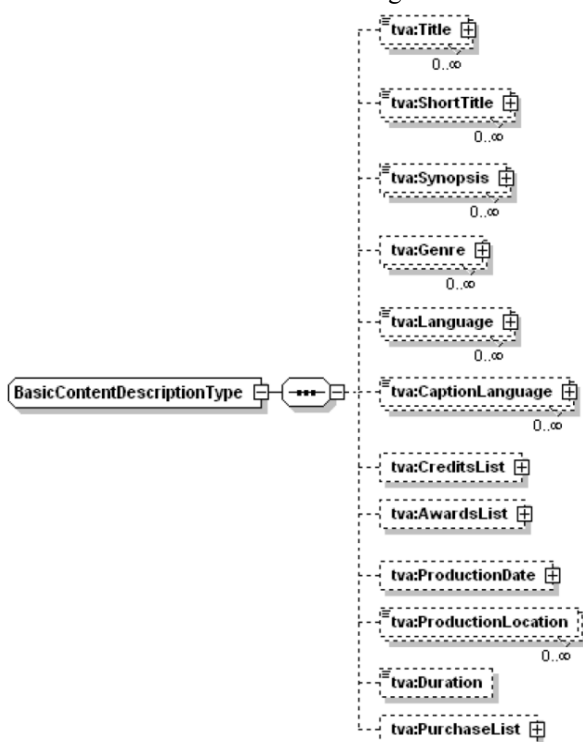 tva:Title
0..∞
tva:ShortTitle
0..∞
tva:Synopsis
0..∞
tva:Genre
0..∞
tva:Language
0..∞
BasicContentDescriptionType
tva:CaptionLanguage
0..∞
tva:CreditsList
tva:AwardsList
tva:ProductionDate
tva:ProductionLocation
0..∞
tva:Duration
tva:PurchaseList